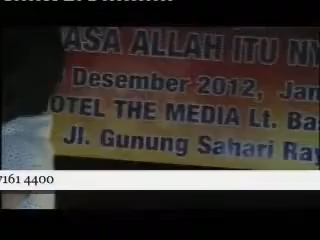 ASA ALLAH ITU NY
Desember 2012, Jan
OTEL THE MEDIA Lt. Ba
Jl. Gunung Sahari Ray
7161 4400